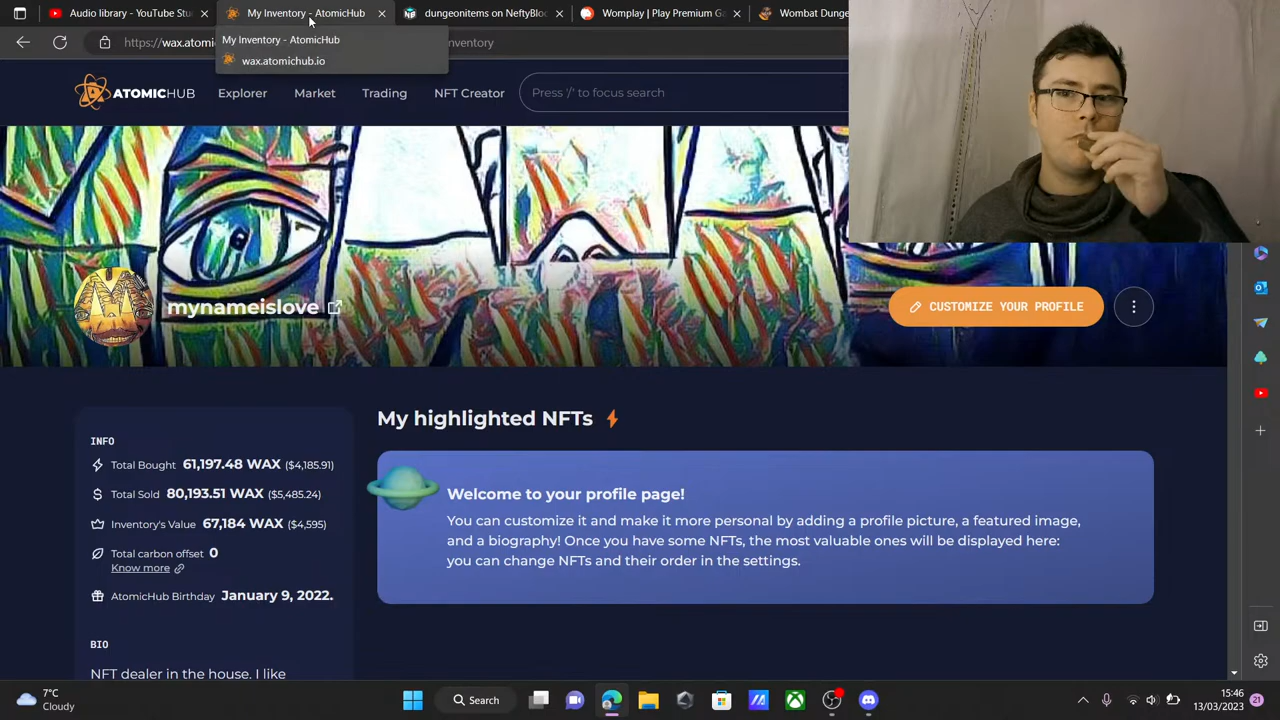 Audio library - YouTube Stu
My Inventory - AtomicHub
dungeonitems on NeftyBloc
Womplay | Play Premium Ga
Wombat Dunge
https://wax.atomi
nventory
My Inventory - AtomicHub
wax.atomichub.io
ATOMICHUB
Explorer
Market
Trading
NFT Creator
Press '/' to focus search
mynameislove
CUSTOMIZE YOUR PROFILE
My highlighted NFTs
INFO
Total Bought 61,197.48 WAX ($4,185.91)
Total Sold 80,193.51 WAX ($5,485.24)
Inventory's Value 67,184 WAX ($4,595)
Total carbon offset 0
Know more
AtomicHub Birthday January 9, 2022.
BIO
NFT dealer in the house. I like
Welcome to your profile page!
You can customize it and make it more personal by adding a profile picture, a featured image,
and a biography! Once you have some NFTs, the most valuable ones will be displayed here:
you can change NFTs and their order in the settings.
7°C
Cloudy
Search
15:46
13/03/2023
21